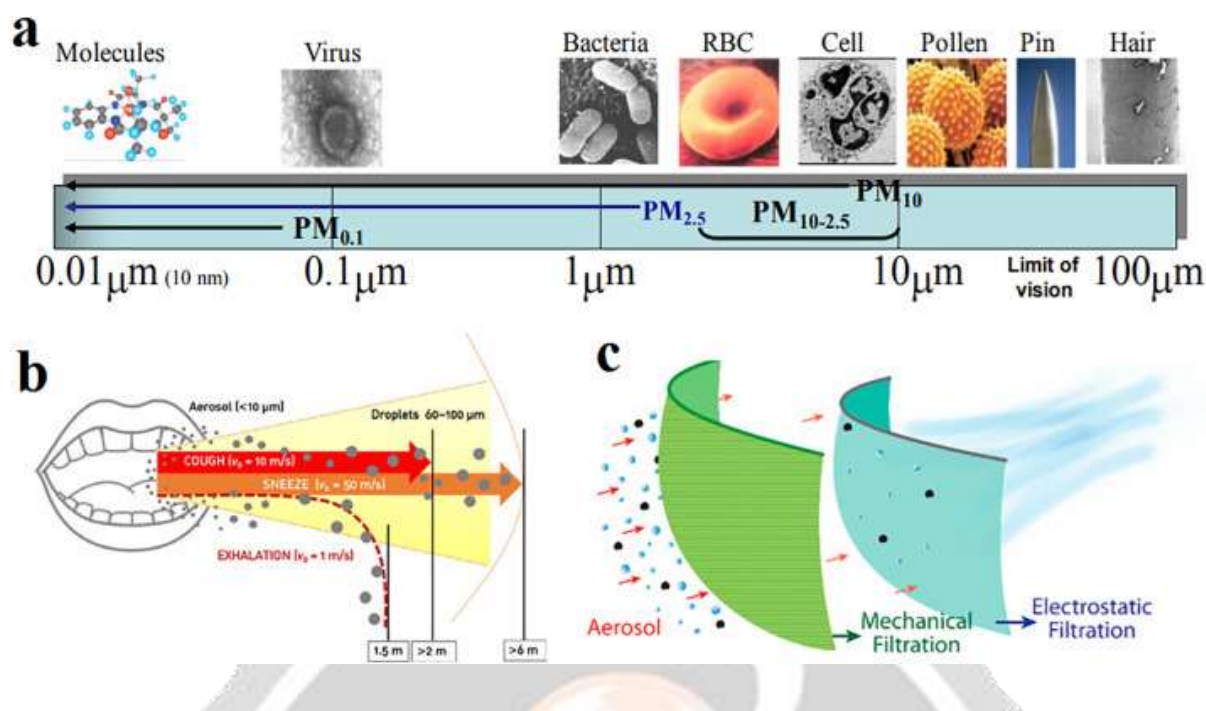 a
Molecules
Virus
Bacteria
RBC
Cell
Pollen
Pin
Hair
PM10
PM2.5
PM10-2.5
PM0.1
0.01μm (10 nm)
0.1μm
1μm
10μm
Limit of
vision
100μm
b
Aerosol (<10 μm)
Droplets 60–100 μm
COUGH (v₀ = 10 m/s)
SNEEZE (v₀ = 50 m/s)
EXHALATION (v₀ = 1 m/s)
1.5 m
>2 m
>6 m
c
Aerosol
Mechanical
Filtration
Electrostatic
Filtration